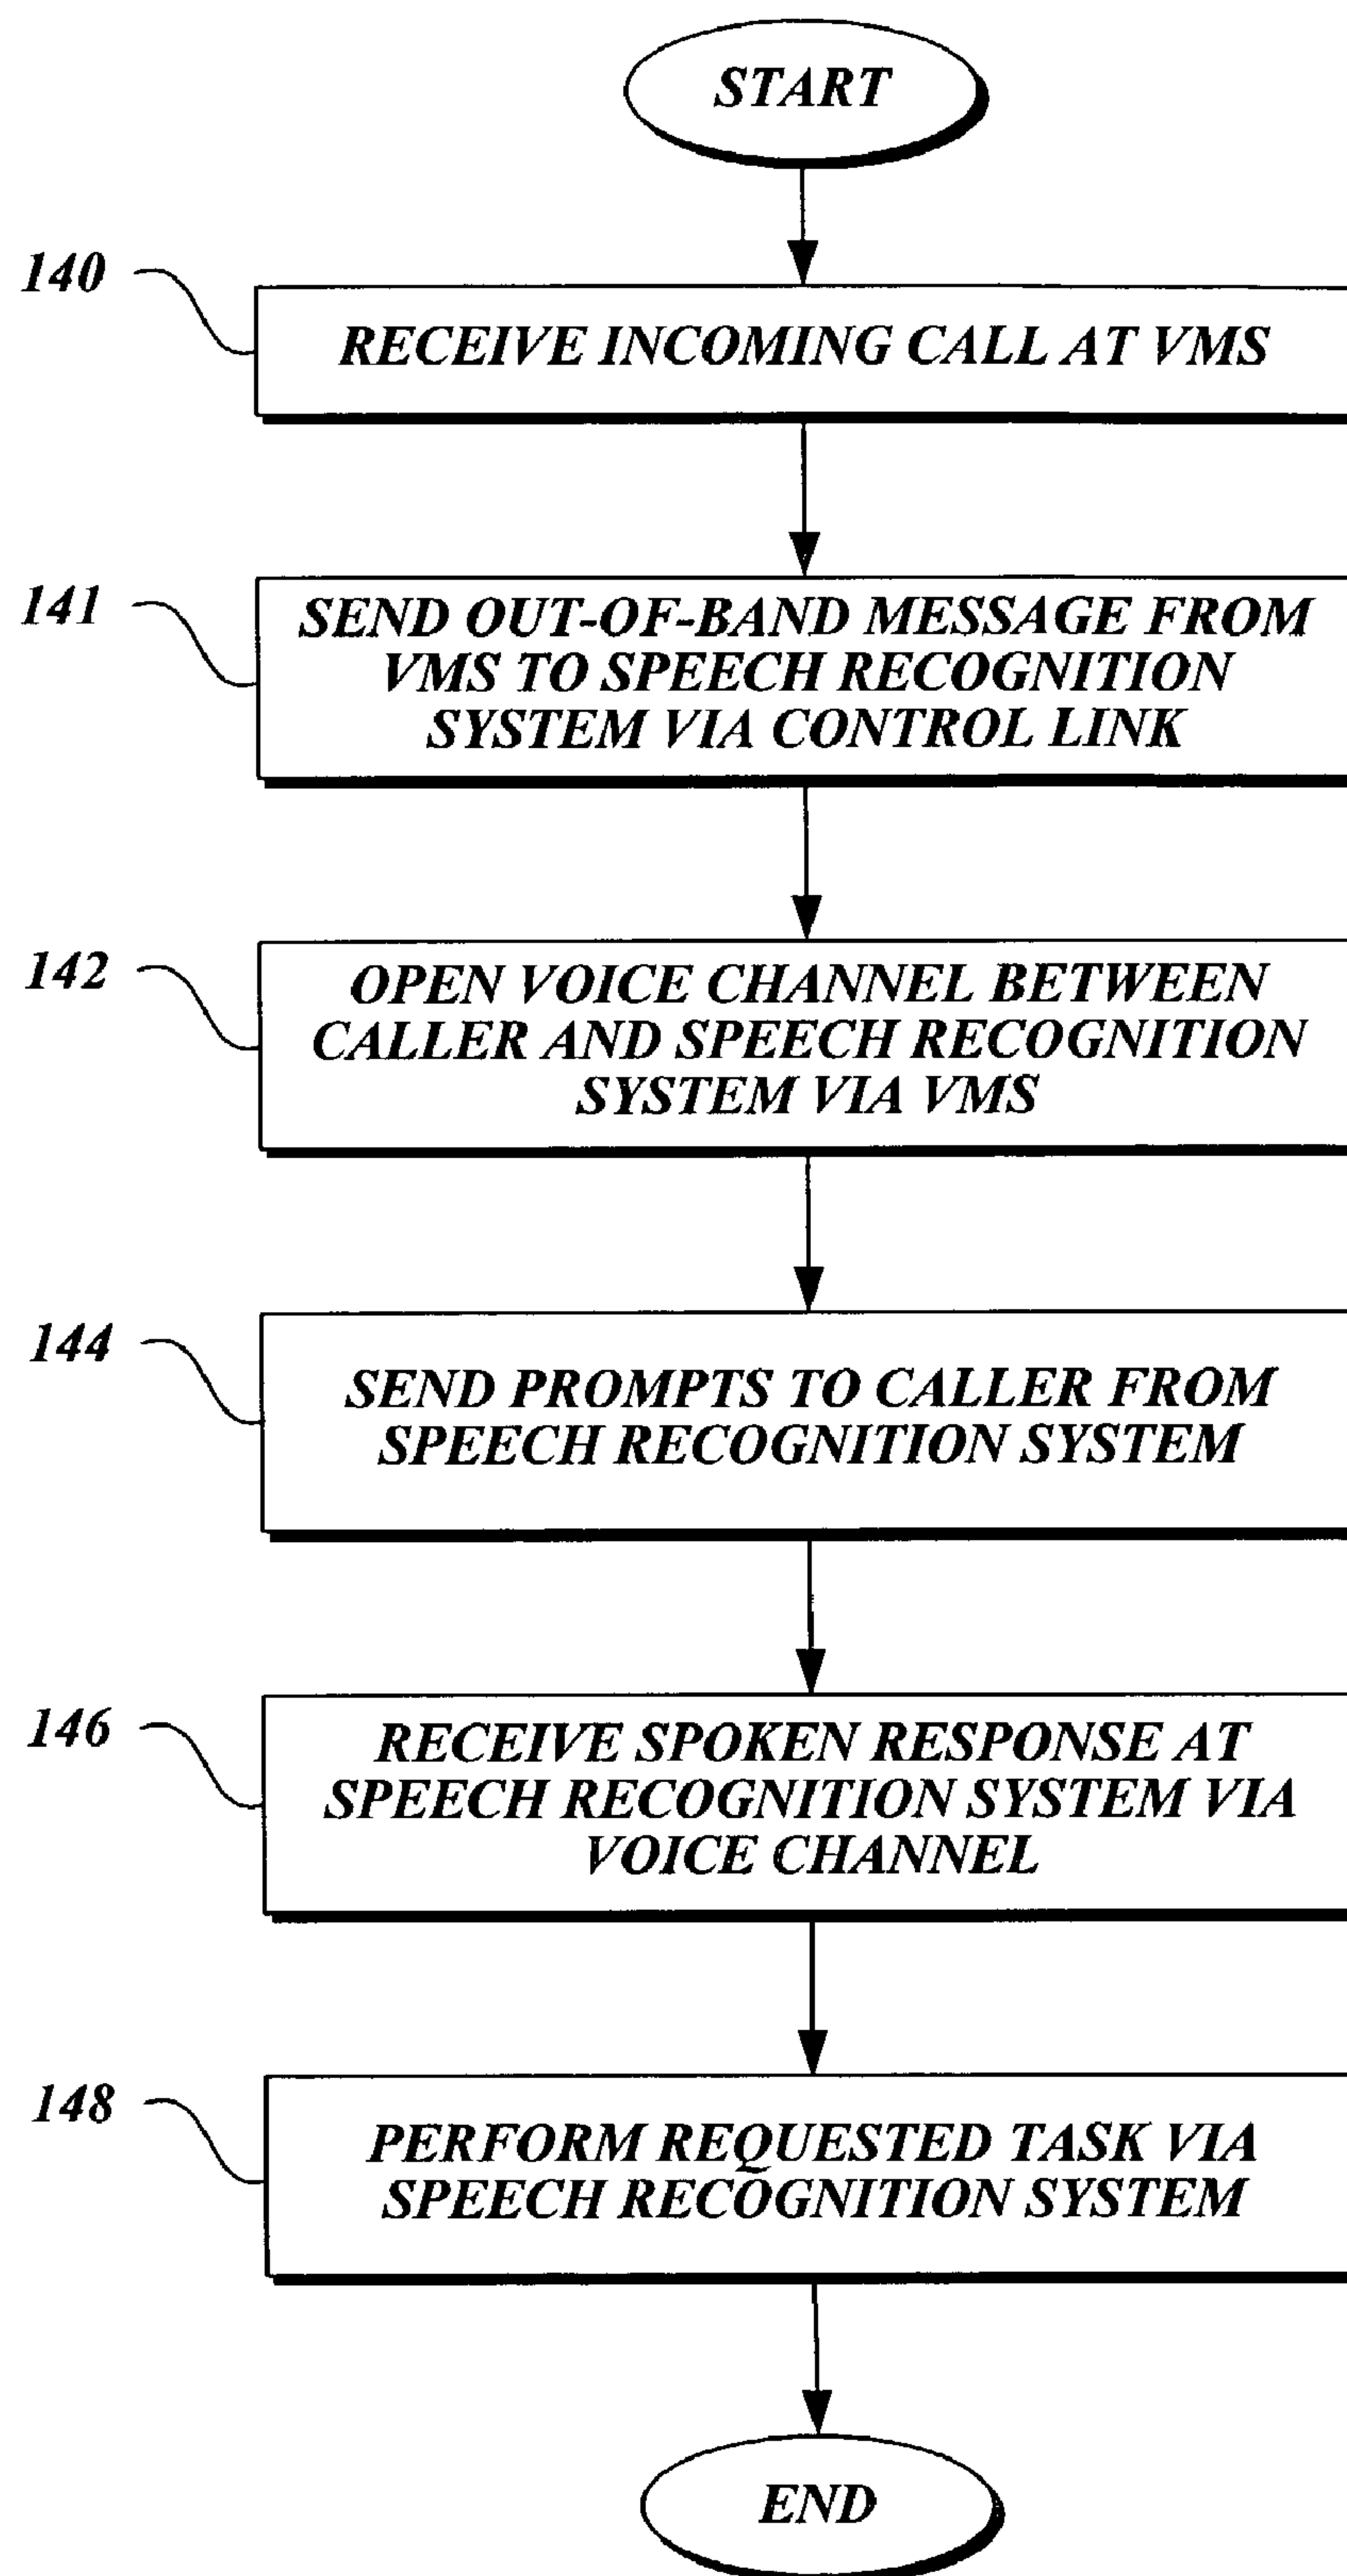 START
140
RECEIVE INCOMING CALL AT VMS
141
SEND OUT-OF-BAND MESSAGE FROM
VMS TO SPEECH RECOGNITION
SYSTEM VIA CONTROL LINK
142
OPEN VOICE CHANNEL BETWEEN
CALLER AND SPEECH RECOGNITION
SYSTEM VIA VMS
144
SEND PROMPTS TO CALLER FROM
SPEECH RECOGNITION SYSTEM
146
RECEIVE SPOKEN RESPONSE AT
SPEECH RECOGNITION SYSTEM VIA
VOICE CHANNEL
148
PERFORM REQUESTED TASK VIA
SPEECH RECOGNITION SYSTEM
END